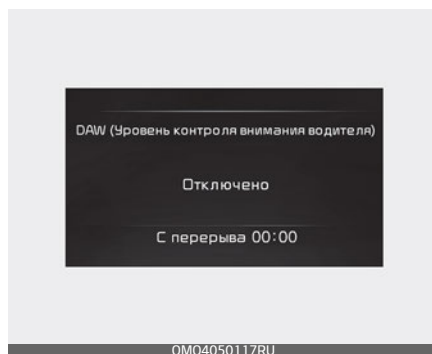 DAW (Уровень контроля внимания водителя)
Отключено
С перерыва 00:00
OMQ4050117RU